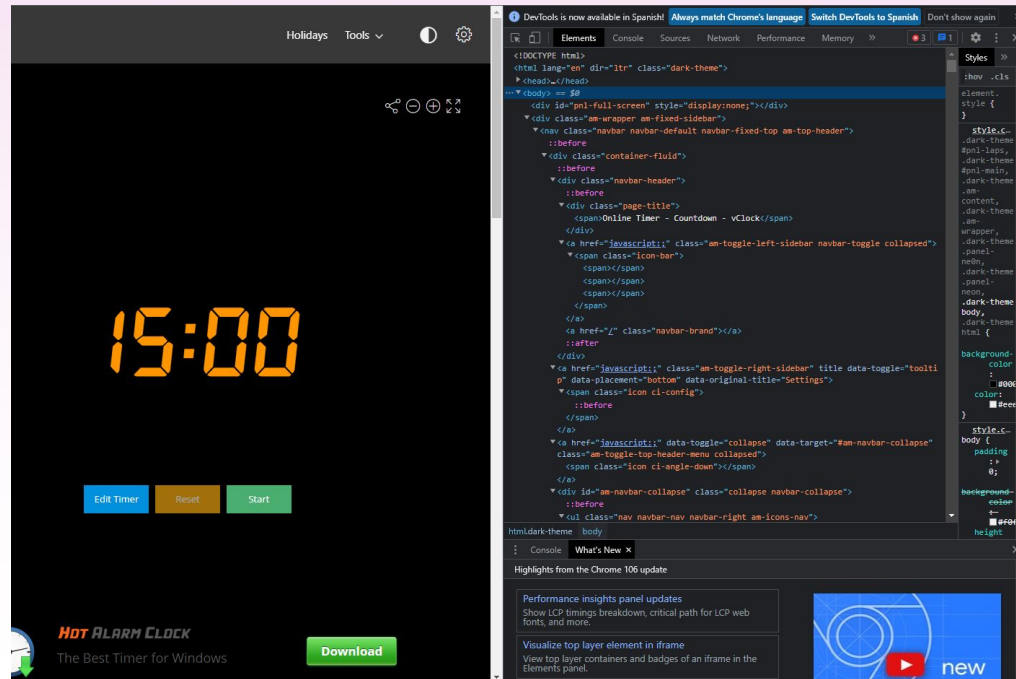 Holidays Tools
15:00
Edit Timer Reset Start
HOT ALARM CLOCK
The Best Timer for Windows
Download
DevTools is now available in Spanish! Always match Chrome's language Switch DevTools to Spanish Don't show again
Elements Console Sources Network Performance Memory » 3 1
<!DOCTYPE html>
<html lang="en" dir="ltr" class="dark-theme">
<head>…</head>
<body> == $0
<div id="pnl-full-screen" style="display:none;"></div>
<div class="am-wrapper am-fixed-sidebar">
<nav class="navbar navbar-default navbar-fixed-top am-top-header">
::before
<div class="container-fluid">
::before
<div class="navbar-header">
::before
<div class="page-title">
<span>Online Timer - Countdown - vClock</span>
</div>
<a href="javascript:;" class="am-toggle-left-sidebar navbar-toggle collapsed">
<span class="icon-bar">
<span></span>
<span></span>
<span></span>
</span>
</a>
<a href="/" class="navbar-brand"></a>
::after
</div>
<a href="javascript:;" class="am-toggle-right-sidebar" title data-toggle="toolti
p" data-placement="bottom" data-original-title="Settings">
<span class="icon ci-config">
::before
</span>
</a>
<a href="javascript:;" data-toggle="collapse" data-target="#am-navbar-collapse"
class="am-toggle-top-header-menu collapsed">
<span class="icon ci-angle-down"></span>
</a>
<div id="am-navbar-collapse" class="collapse navbar-collapse">
::before
<ul class="nav navbar-nav navbar-right am-icons-nav">
html.dark-theme body
Styles »
:hov .cls
element.
style {
}
style.c…
.dark-theme
#pnl-laps,
.dark-theme
#pnl-main,
.dark-theme
.am-
content,
.dark-theme
.am-
wrapper,
.dark-theme
.panel-
ne0n,
.dark-theme
.panel-
neon,
.dark-theme
body,
.dark-theme
html {
background-
color
:
#000
color:
#eee
}
style.c…
body {
padding
:
0;
background-
color
:
#f0f
height
Console What's New ×
Highlights from the Chrome 106 update
Performance insights panel updates
Show LCP timings breakdown, critical path for LCP web
fonts, and more.
Visualize top layer element in iframe
View top layer containers and badges of an iframe in the
Elements panel.
new